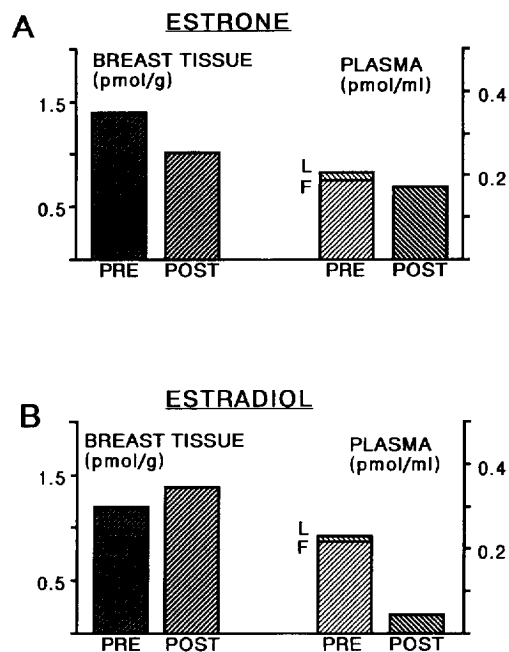 A
ESTRONE
BREAST TISSUE
(pmol/g)
PLASMA
(pmol/ml)
1.5
0.5
0.4
0.2
L
F
PRE
POST
PRE
POST
B
ESTRADIOL
BREAST TISSUE
(pmol/g)
PLASMA
(pmol/ml)
1.5
0.5
0.4
0.2
L
F
PRE
POST
PRE
POST